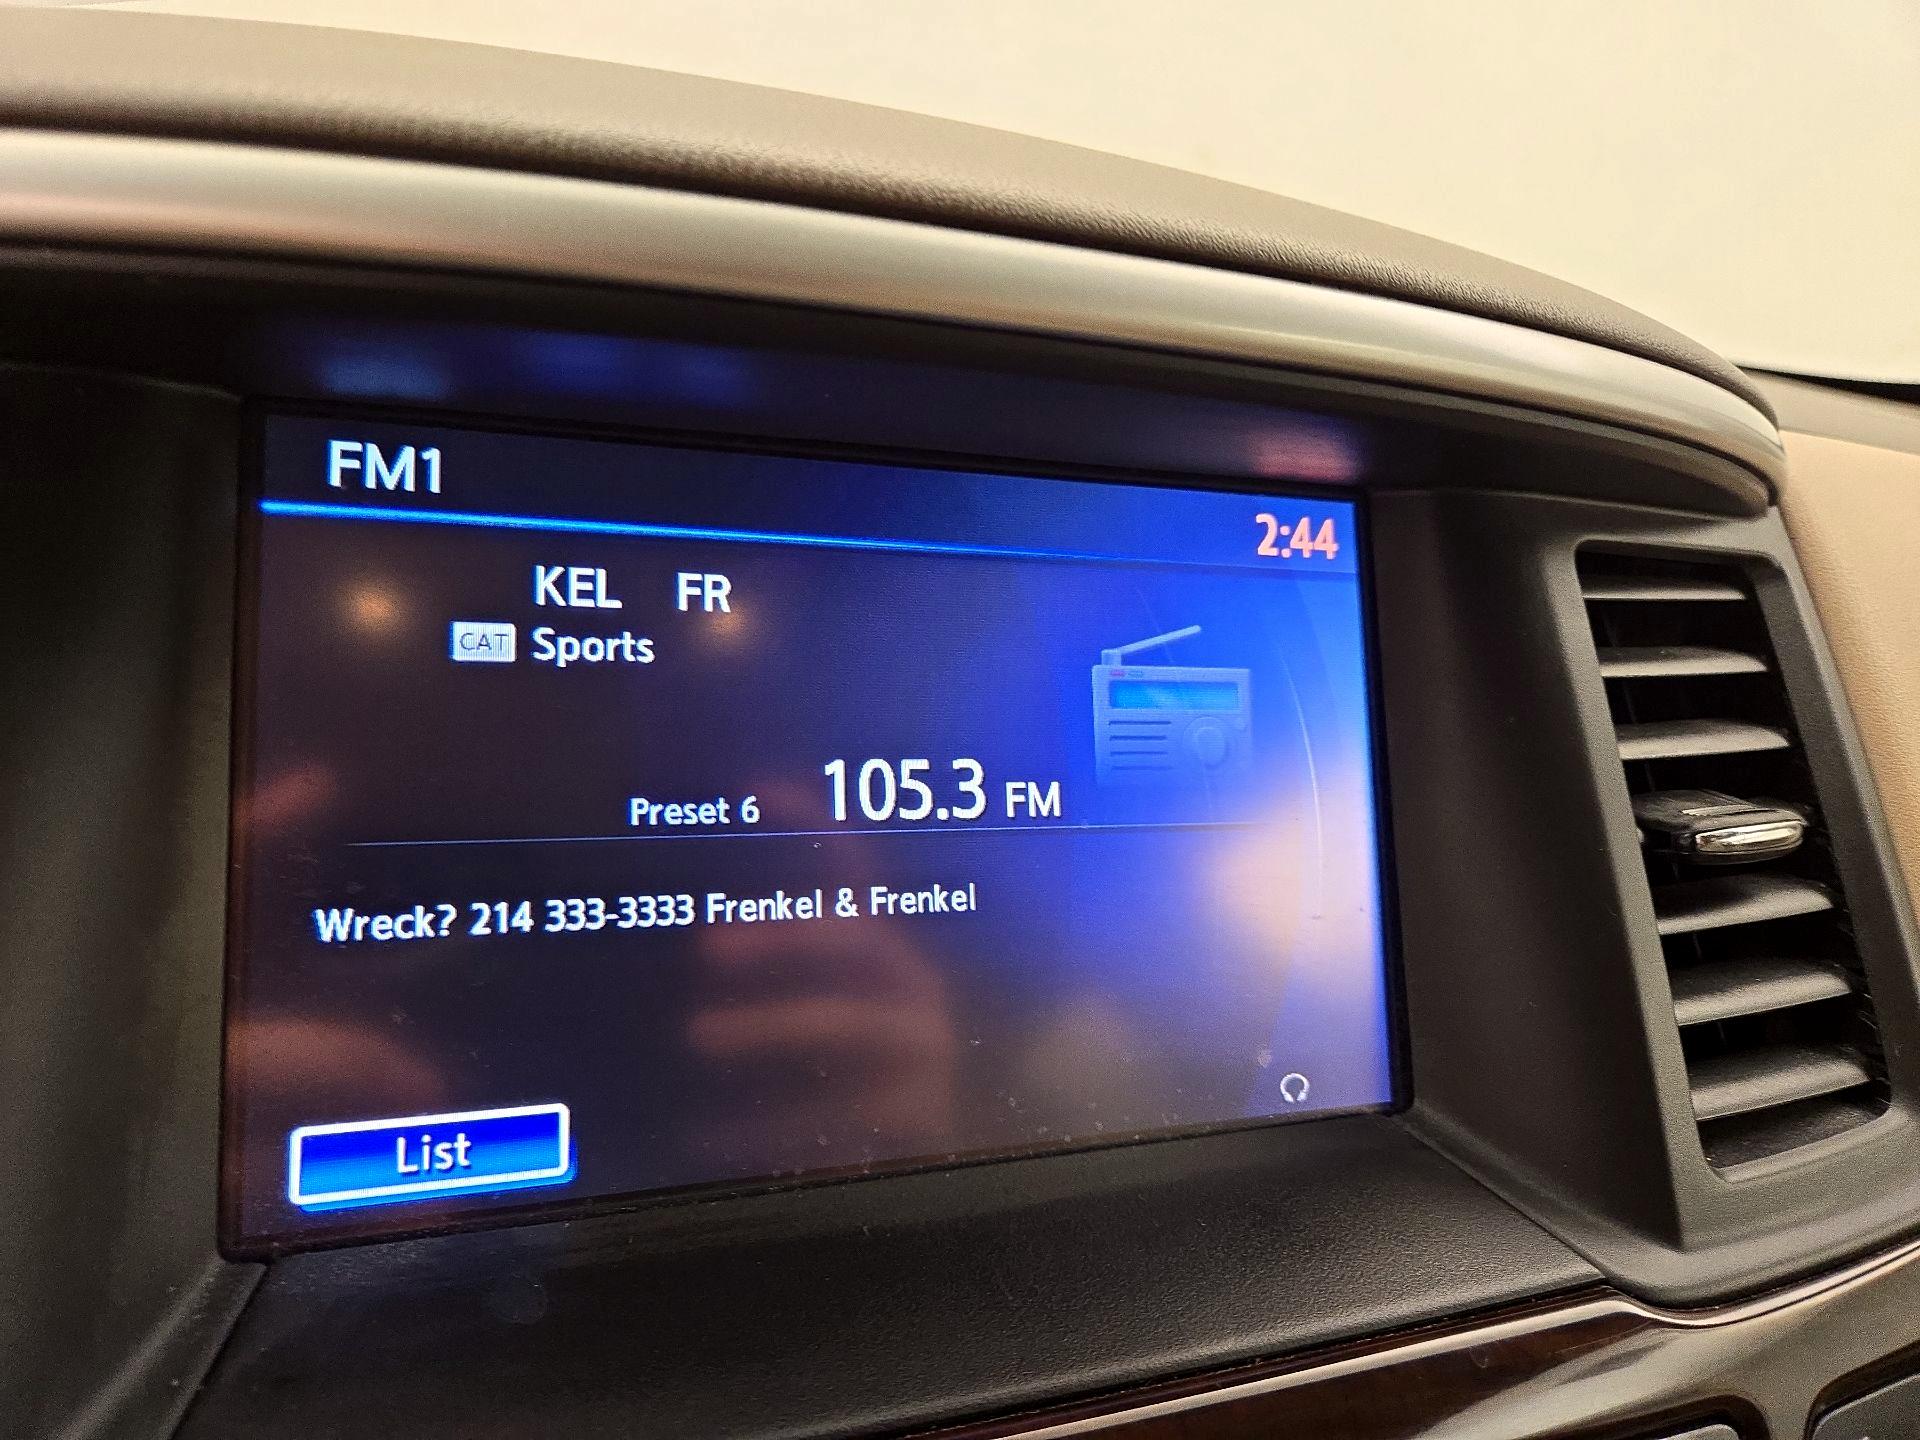 FM1
2:44
KEL FR
CAT Sports
Preset 6 105.3 FM
Wreck? 214 333-3333 Frenkel & Frenkel
List